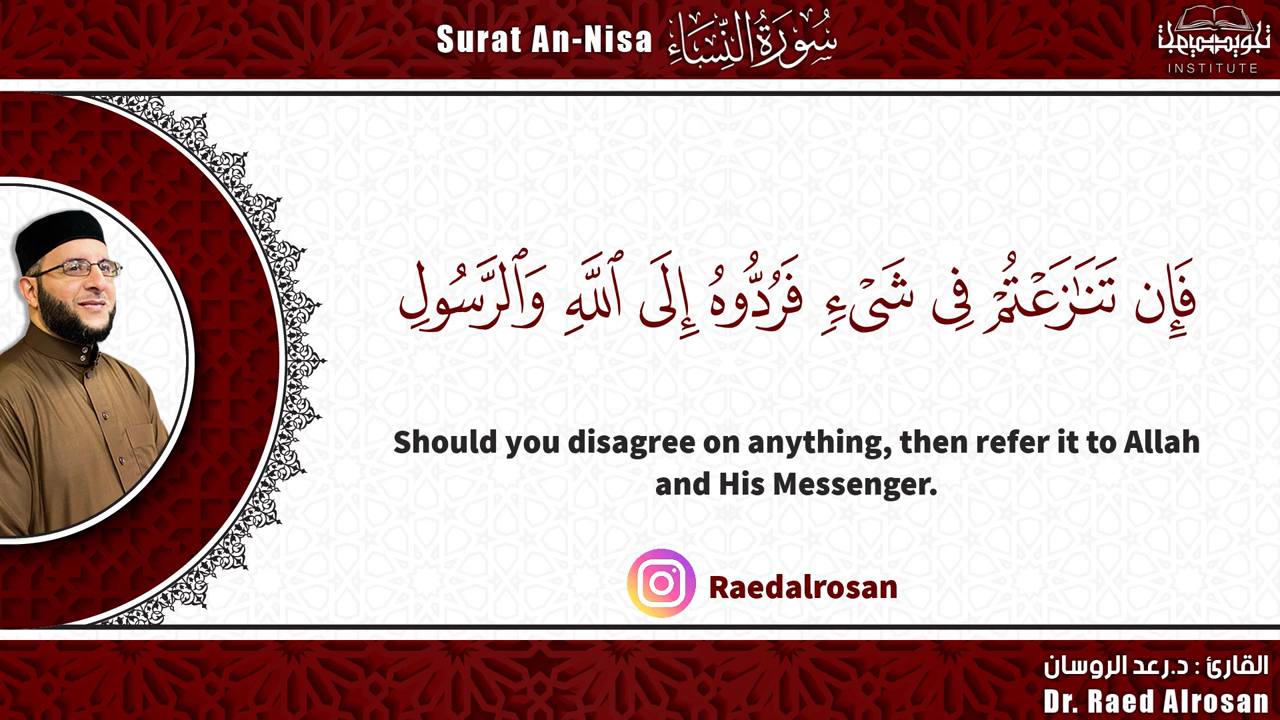 Surat An-Nisa سُورَةُ النِّسَاءِ
INSTITUTE
فَإِن تَنَـٰزَعْتُمْ فِى شَىْءٍ فَرُدُّوهُ إِلَى ٱللَّهِ وَٱلرَّسُولِ
Should you disagree on anything, then refer it to Allah
and His Messenger.
Raedalrosan
القارئ : د.رعد الروسان
Dr. Raed Alrosan